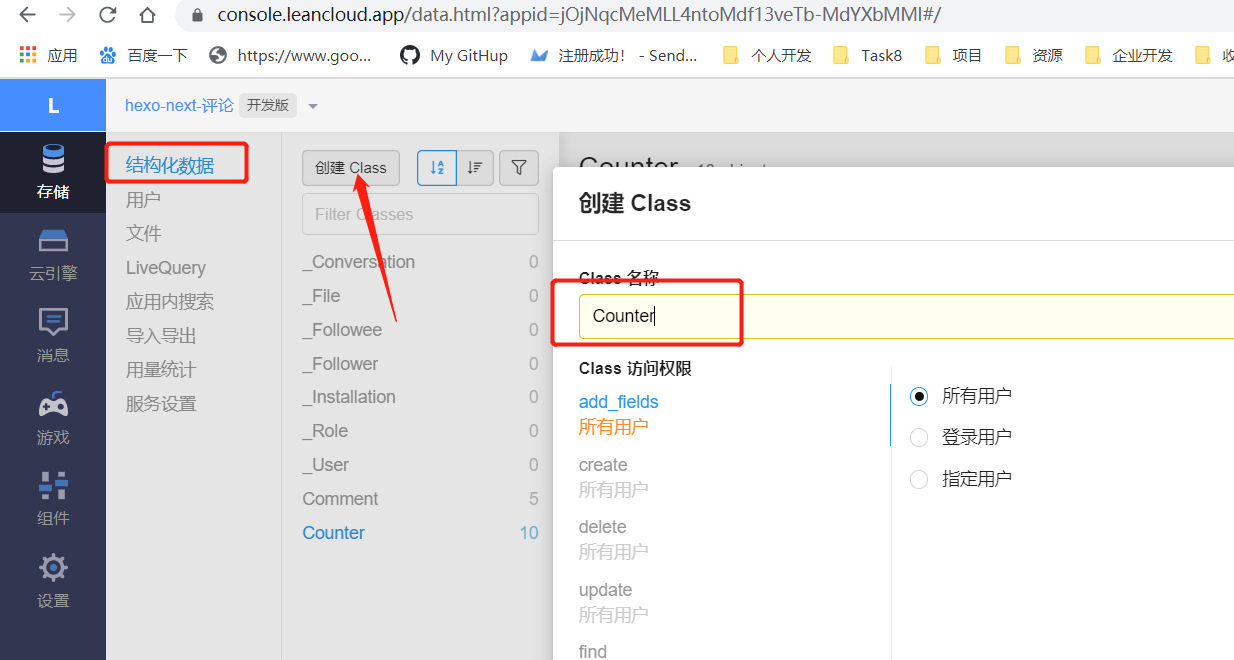 console.leancloud.app/data.html?appid=jOjNqcMeMLL4ntoMdf13veTb-MdYXbMMI#/
应用 百度一下 https://www.goo... My GitHup 注册成功! - Send... 个人开发 Task8 项目 资源 企业开发 收
L hexo-next-评论 开发版
存储
云引擎
消息
游戏
组件
设置
结构化数据
用户
文件
LiveQuery
应用内搜索
导入导出
用量统计
服务设置
创建 Class
Filter Classes
_Conversation 0
_File 0
_Followee 0
_Follower 0
_Installation 0
_Role 0
_User 0
Comment 5
Counter 10
Counter
创建 Class
Class 名称
Counter
Class 访问权限
add_fields
所有用户
create
所有用户
delete
所有用户
update
所有用户
find
所有用户
登录用户
指定用户